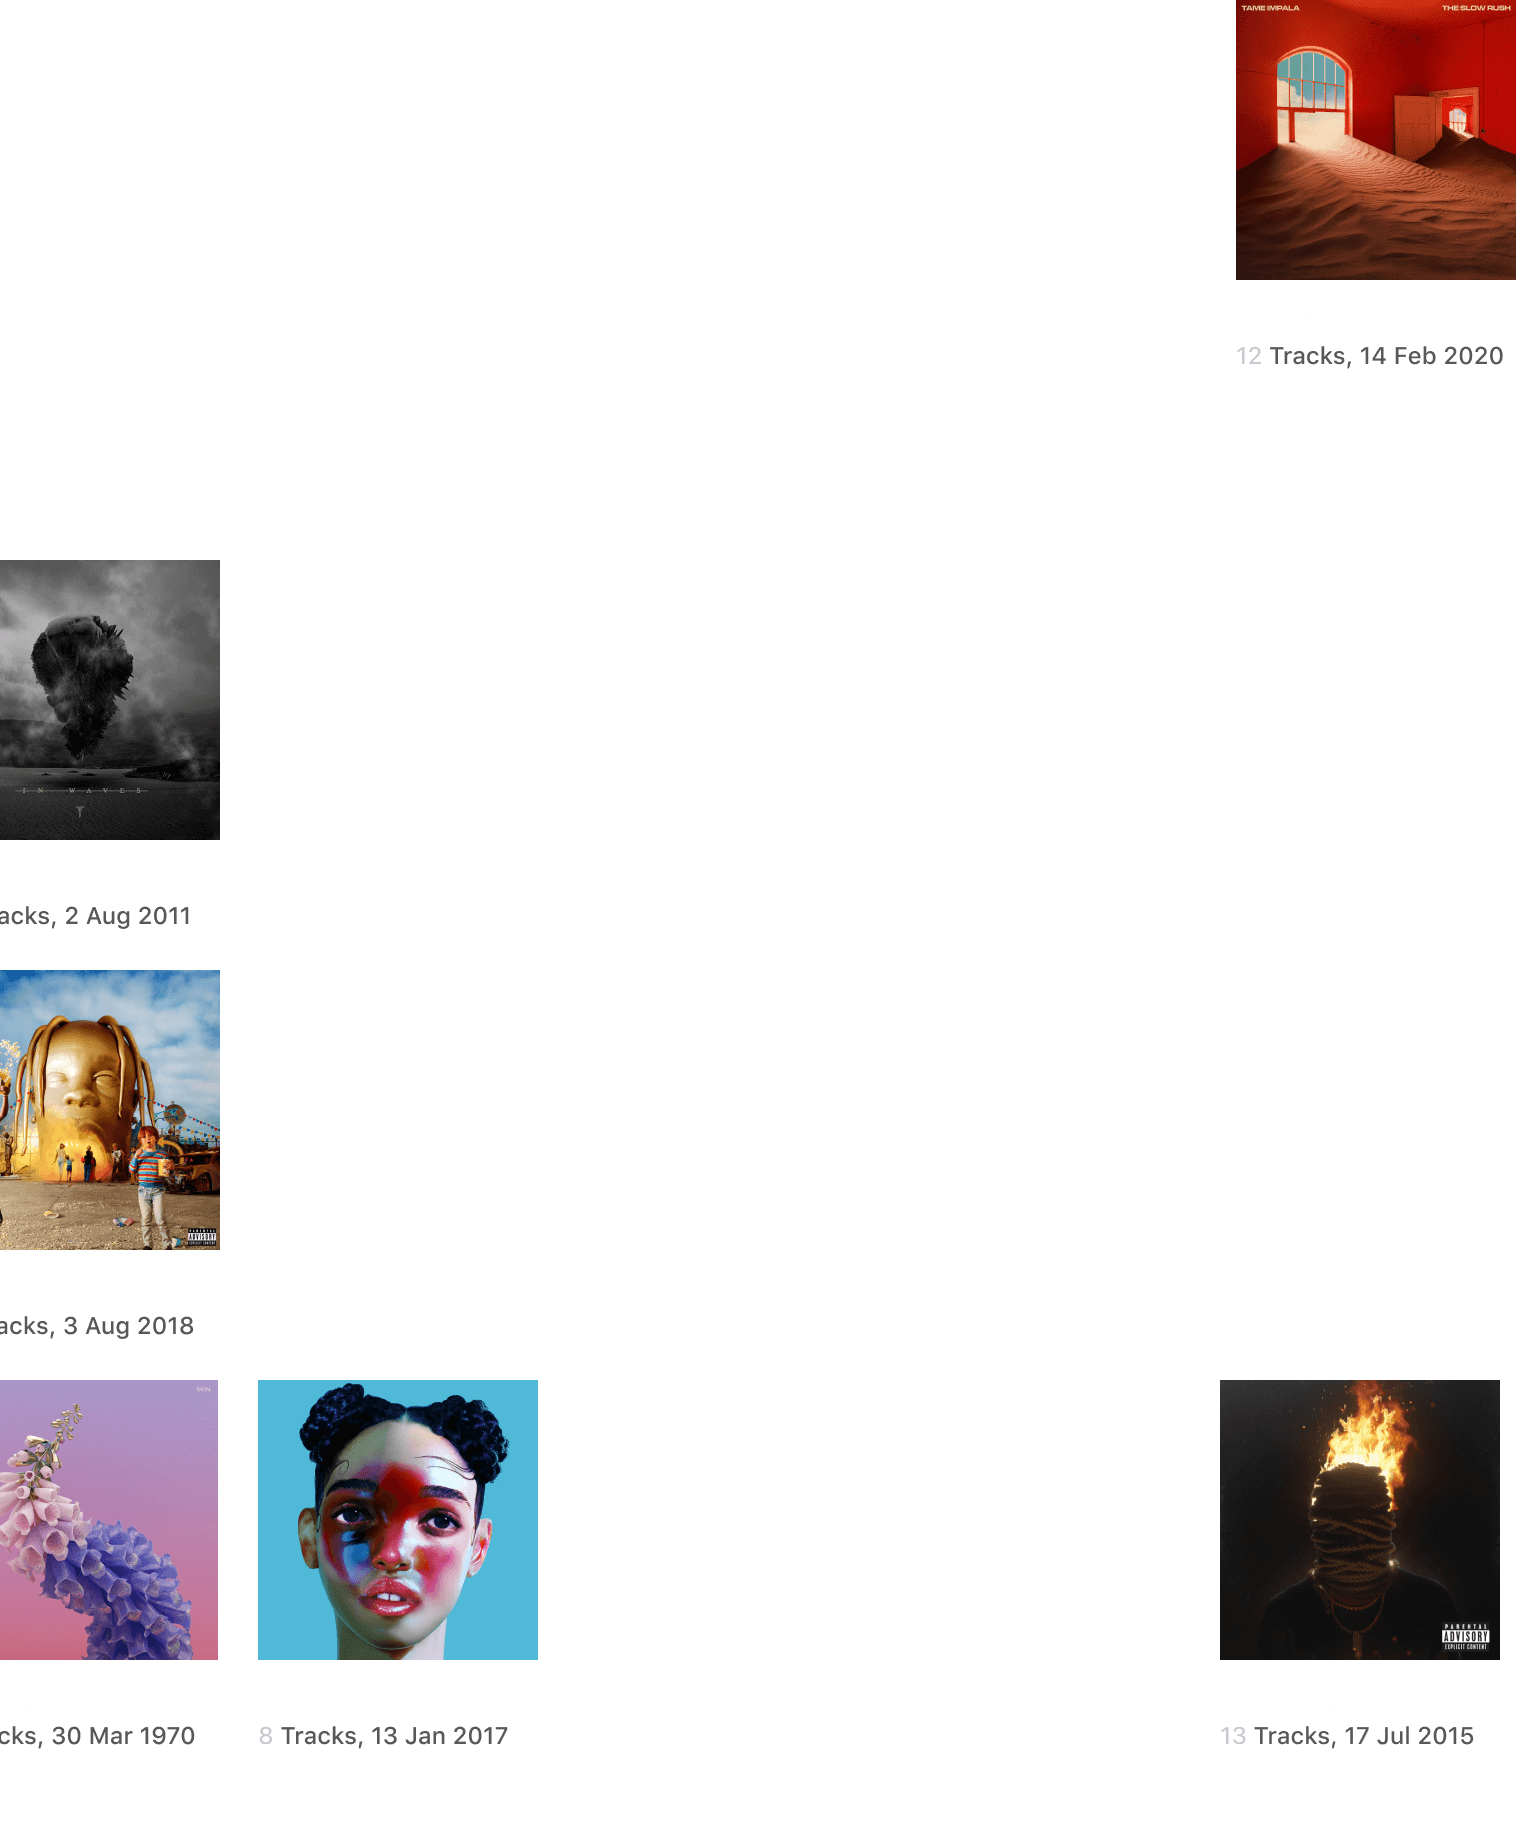 TAME IMPALA
THE SLOW RUSH
12 Tracks, 14 Feb 2020
IN WAVES
acks, 2 Aug 2011
acks, 3 Aug 2018
PARENTAL
ADVISORY
EXPLICIT CONTENT
SKIN
cks, 30 Mar 1970
8 Tracks, 13 Jan 2017
PARENTAL
ADVISORY
EXPLICIT CONTENT
13 Tracks, 17 Jul 2015